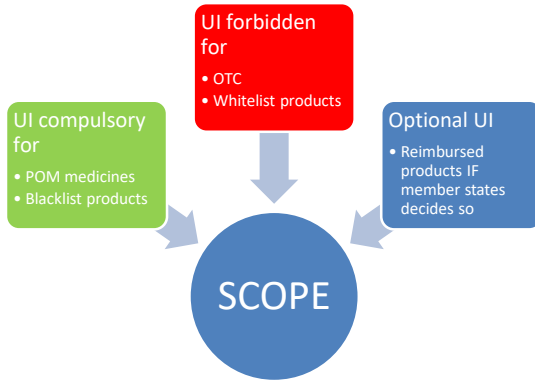 UI forbidden
for
• OTC
• Whitelist products
UI compulsory
for
• POM medicines
• Blacklist products
Optional UI
• Reimbursed
products IF
member states
decides so
SCOPE